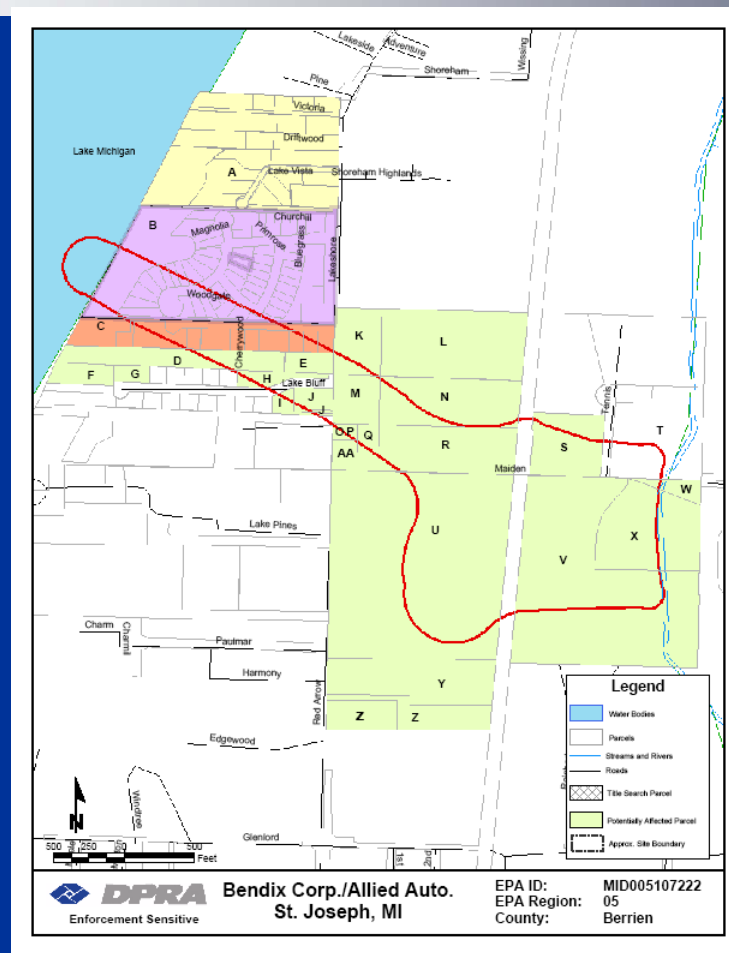 Lakeside
Adventure
Wissing
Shoreham
Pine
Victoria
Driftwood
Lake Michigan
A
Lake Vista
Shoreham Highlands
B
Churchill
Magnolia
Primrose
Bluegrass
Lakeshore
Woodgate
C
Cherrywood
K
L
D
E
F
G
H
Lake Bluff
I
J
M
N
J
O
P
Q
R
S
Tennis
T
AA
Maiden
W
Lake Pines
U
V
X
Charm
Charmil
Paulmar
Harmony
Red Arrow
Y
Z
Z
Edgewood
Windtree
Glenlord
1st
2nd
N
500 250 0 500
Feet
Legend
Water Bodies
Parcels
Streams and Rivers
Roads
Title Search Parcel
Potentially Affected Parcel
Approx. Site Boundary
DPRA
Enforcement Sensitive
Bendix Corp./Allied Auto.
St. Joseph, MI
EPA ID: MID005107222
EPA Region: 05
County: Berrien